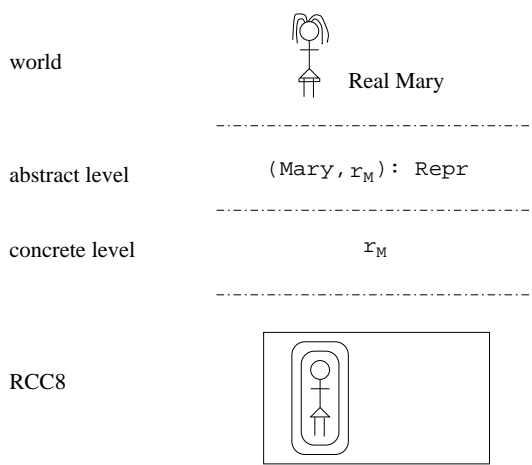 world
Real Mary
abstract level
(Mary,r_M): Repr
concrete level
r_M
RCC8